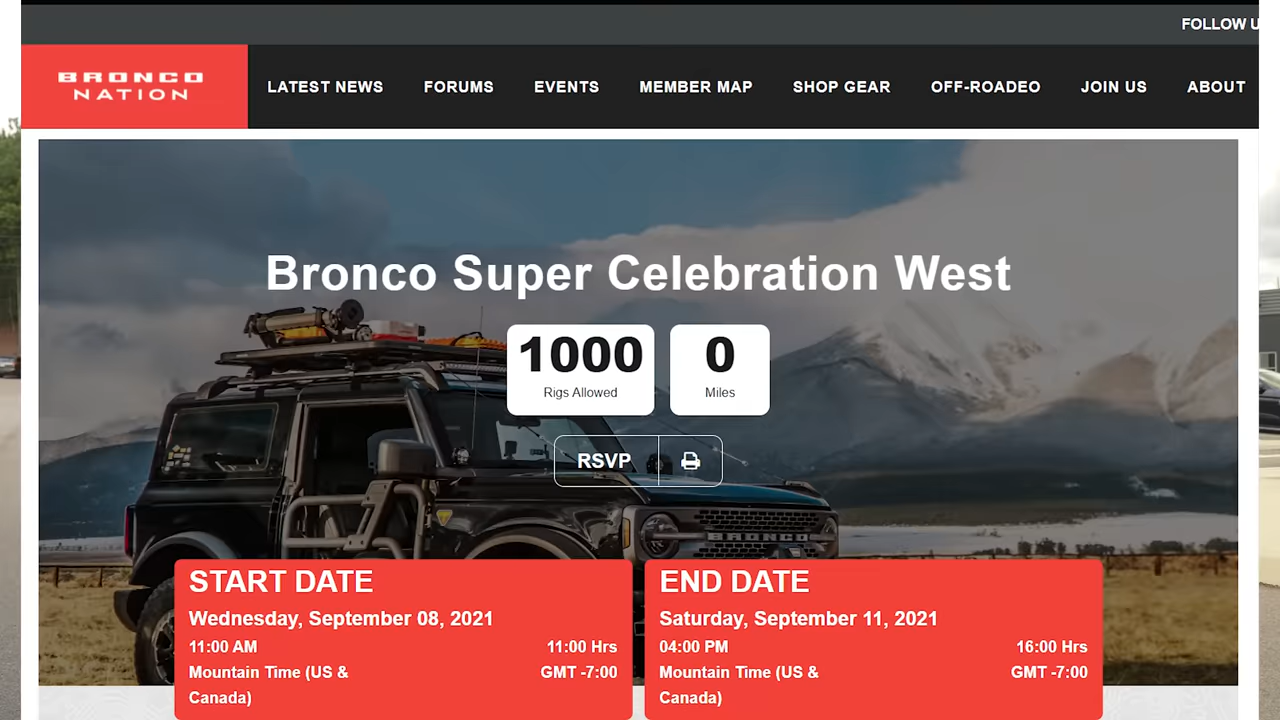 FOLLOW U
BRONCO
NATION
LATEST NEWS FORUMS EVENTS MEMBER MAP SHOP GEAR OFF-ROADEO JOIN US ABOUT
Bronco Super Celebration West
1000 0
Rigs Allowed Miles
RSVP
BRONCO
START DATE END DATE
Wednesday, September 08, 2021 Saturday, September 11, 2021
11:00 AM 11:00 Hrs 04:00 PM 16:00 Hrs
Mountain Time (US & GMT -7:00 Mountain Time (US & GMT -7:00
Canada) Canada)